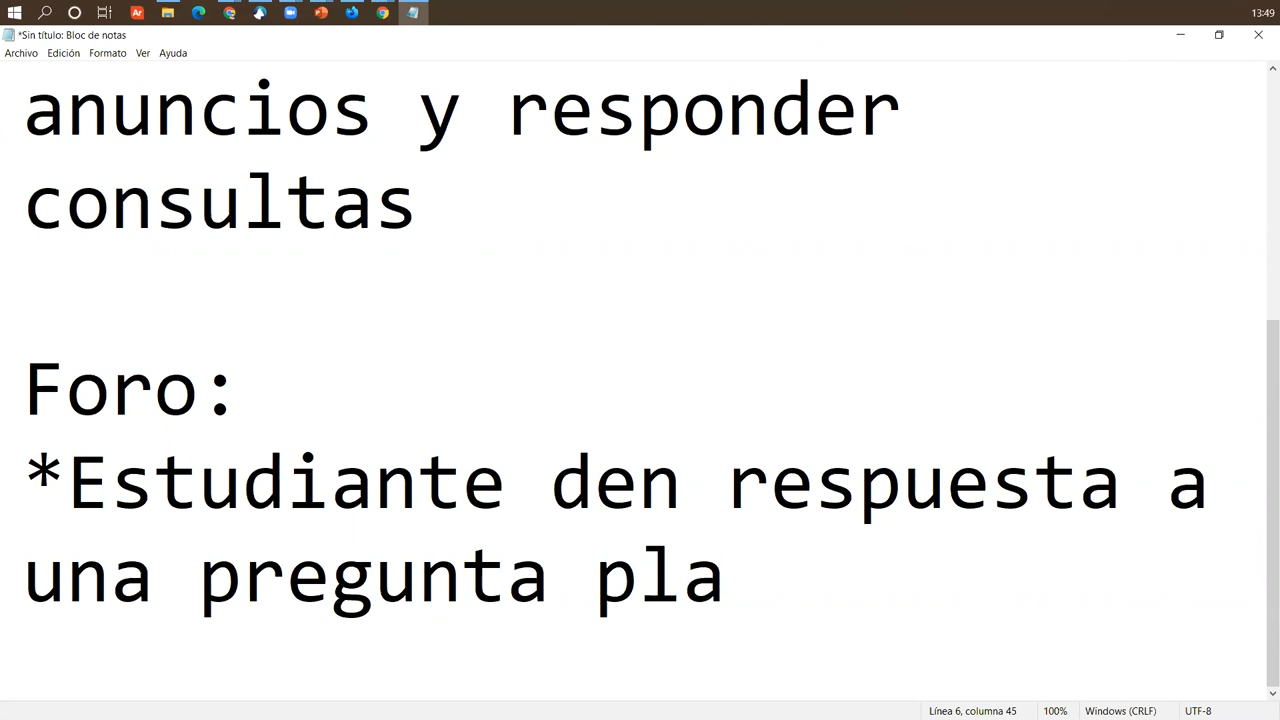 Ar
13:49
*Sin título: Bloc de notas
Archivo Edición Formato Ver Ayuda
anuncios y responder
consultas
Foro:
*Estudiante den respuesta a
una pregunta pla
Línea 6, columna 45 100% Windows (CRLF) UTF-8